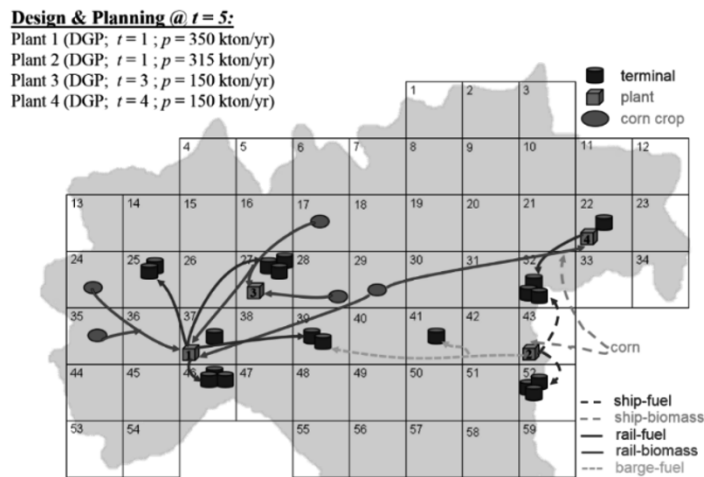 Design & Planning @ t = 5:
Plant 1 (DGP; t = 1 ; p = 350 kton/yr)
Plant 2 (DGP; t = 1 ; p = 315 kton/yr)
Plant 3 (DGP; t = 3 ; p = 150 kton/yr)
Plant 4 (DGP; t = 4 ; p = 150 kton/yr)
terminal
plant
corn crop
1 2 3
4 5 6 7 8 9 10 11 12
13 14 15 16 17 18 19 20 21 22 23
4
24 25 26 27 28 29 30 31 32 33 34
3
35 36 37 38 39 40 41 42 43
1 2
corn
44 45 46 47 48 49 50 51 52
53 54 55 56 57 58 59
ship-fuel
ship-biomass
rail-fuel
rail-biomass
barge-fuel